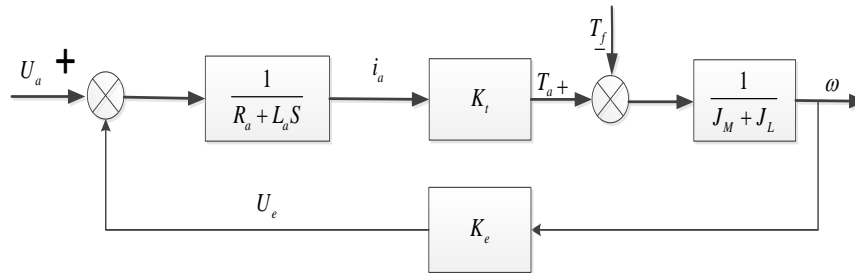 U_a +
1 / (R_a + L_a S)
i_a
K_t
T_a +
T_f
−
1 / (J_M + J_L)
ω
U_e
K_e